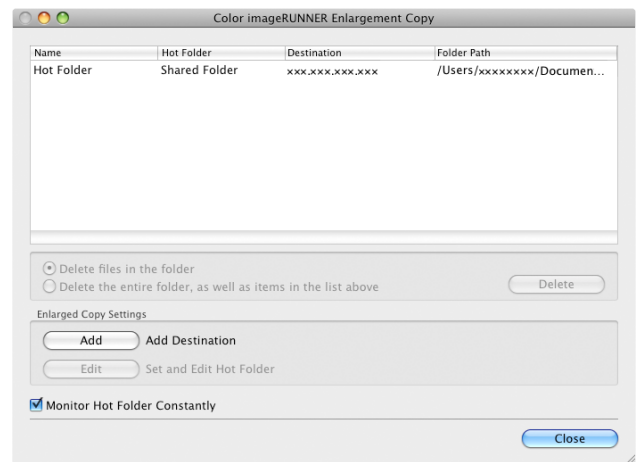 Color imageRUNNER Enlargement Copy
Name Hot Folder Destination Folder Path
Hot Folder Shared Folder xxx.xxx.xxx.xxx /Users/xxxxxxxx/Documen...
Delete files in the folder
Delete the entire folder, as well as items in the list above
Delete
Enlarged Copy Settings
Add Add Destination
Edit Set and Edit Hot Folder
Monitor Hot Folder Constantly
Close